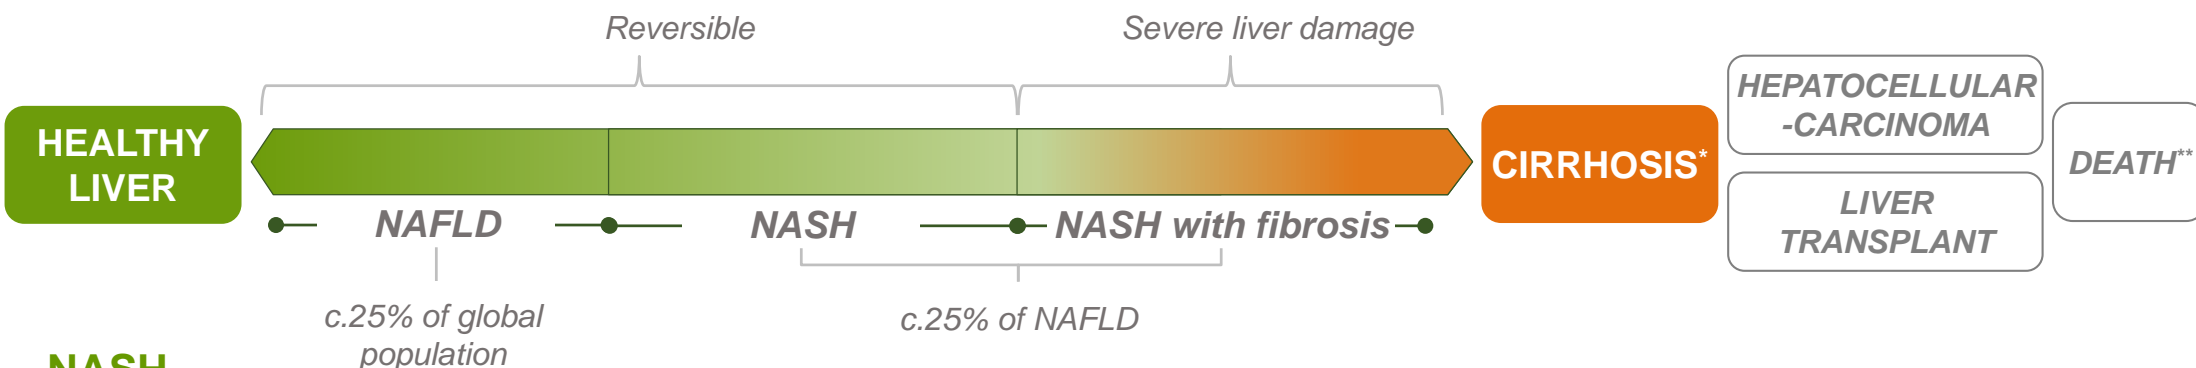 Reversible
Severe liver damage
HEALTHY
LIVER
CIRRHOSIS*
HEPATOCELLULAR
-CARCINOMA
LIVER
TRANSPLANT
DEATH**
NAFLD
NASH
NASH with fibrosis
c.25% of global
population
c.25% of NAFLD
NASH